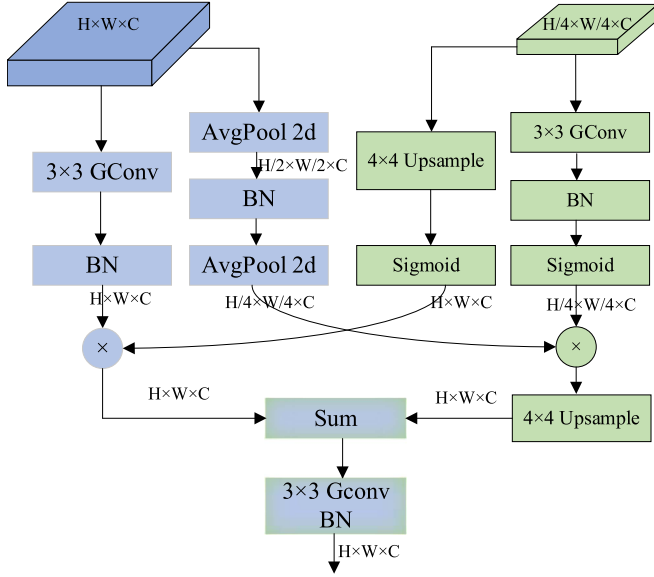 H×W×C
H/4×W/4×C
AvgPool 2d
3×3 GConv
H/2×W/2×C
3×3 GConv
4×4 Upsample
BN
BN
BN
AvgPool 2d
Sigmoid
Sigmoid
H×W×C
H/4×W/4×C
H×W×C
H/4×W/4×C
×
×
H×W×C
H×W×C
Sum
4×4 Upsample
3×3 Gconv
BN
H×W×C